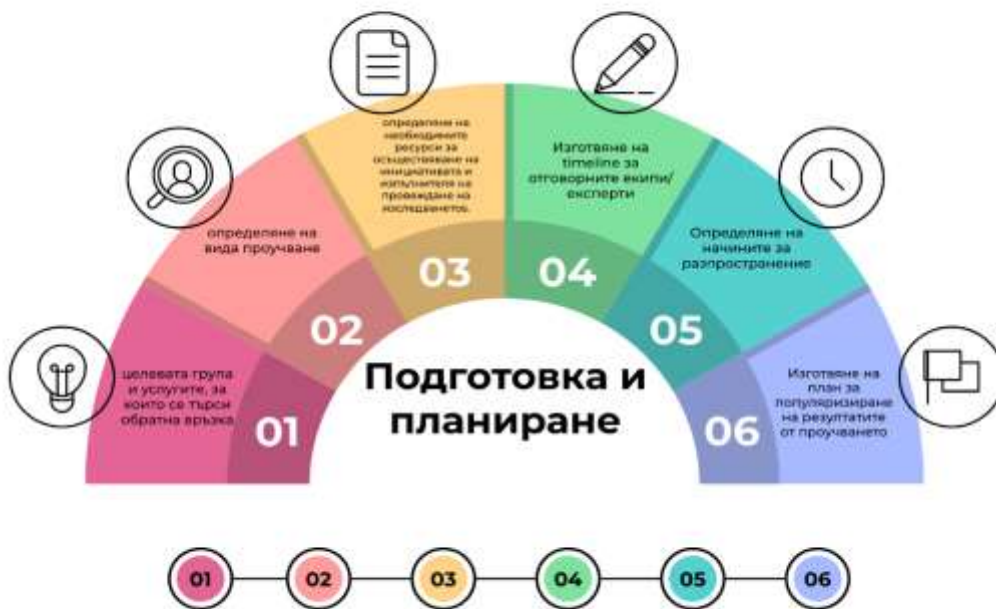 определяне на
необходимите
ресурси за
осъществяване на
инициативата и
изпълнителя на
провеждане на
изследването.
Изготвяне на
timeline за
отговорните екипи/
експерти
определяне на
вида проучване
Определяне на
начините за
разпространение
03
04
02
05
целевата група
и услугите, за
които се търси
обратна връзка
01
Подготовка и
планиране
06
Изготвяне на
план за
популяризиране
на резултатите
от проучването
01
02
03
04
05
06